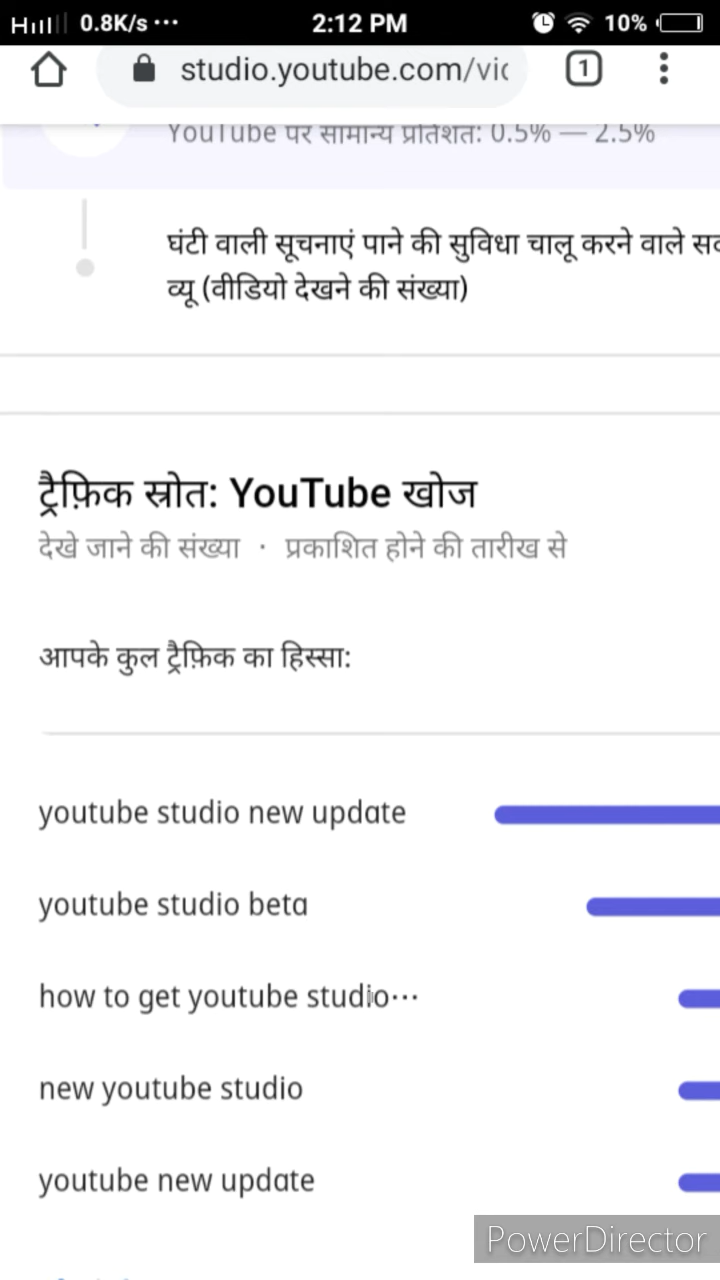 0.8K/s ···
2:12 PM
10%
studio.youtube.com/vic
1
YouTube पर सामान्य प्रतिशत: 0.5% — 2.5%
घंटी वाली सूचनाएं पाने की सुविधा चालू करने वाले
व्यू (वीडियो देखने की संख्या)
ट्रैफ़िक स्रोत: YouTube खोज
देखे जाने की संख्या · प्रकाशित होने की तारीख से
आपके कुल ट्रैफ़िक का हिस्सा:
youtube studio new update
youtube studio beta
how to get youtube studio···
new youtube studio
youtube new update
PowerDirector